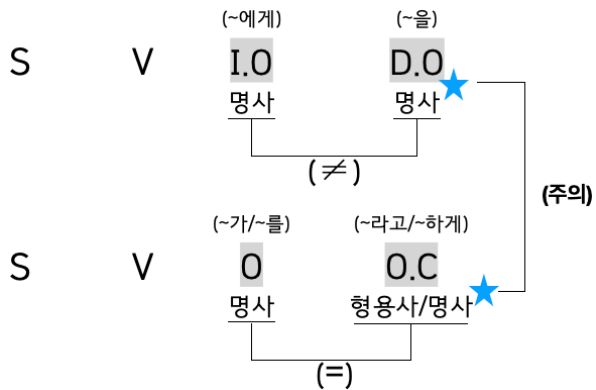 (~에게) (~을)
S V I.O D.O
명사 명사
(≠)
(주의)
(~가/~를) (~라고/~하게)
S V O O.C
명사 형용사/명사
(=)